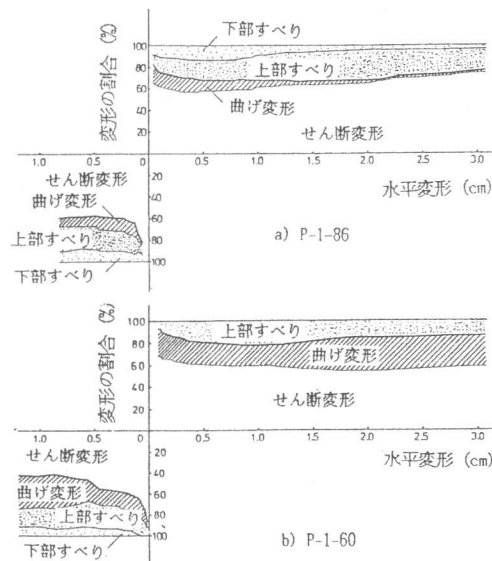 変形の割合 (%)
下部すべり
100
上部すべり
80
60
曲げ変形
40
20
せん断変形
1.0
0.5
0
0
0.5
1.0
1.5
2.0
2.5
3.0
せん断変形
20
水平変形 (cm)
曲げ変形
40
60
上部すべり
80
a) P-1-86
下部すべり
100
変形の割合 (%)
100
上部すべり
80
曲げ変形
60
40
せん断変形
20
1.0
0.5
0
0
0.5
1.0
1.5
2.0
2.5
3.0
せん断変形
20
水平変形 (cm)
40
曲げ変形
60
上部すべり
80
下部すべり
100
b) P-1-60